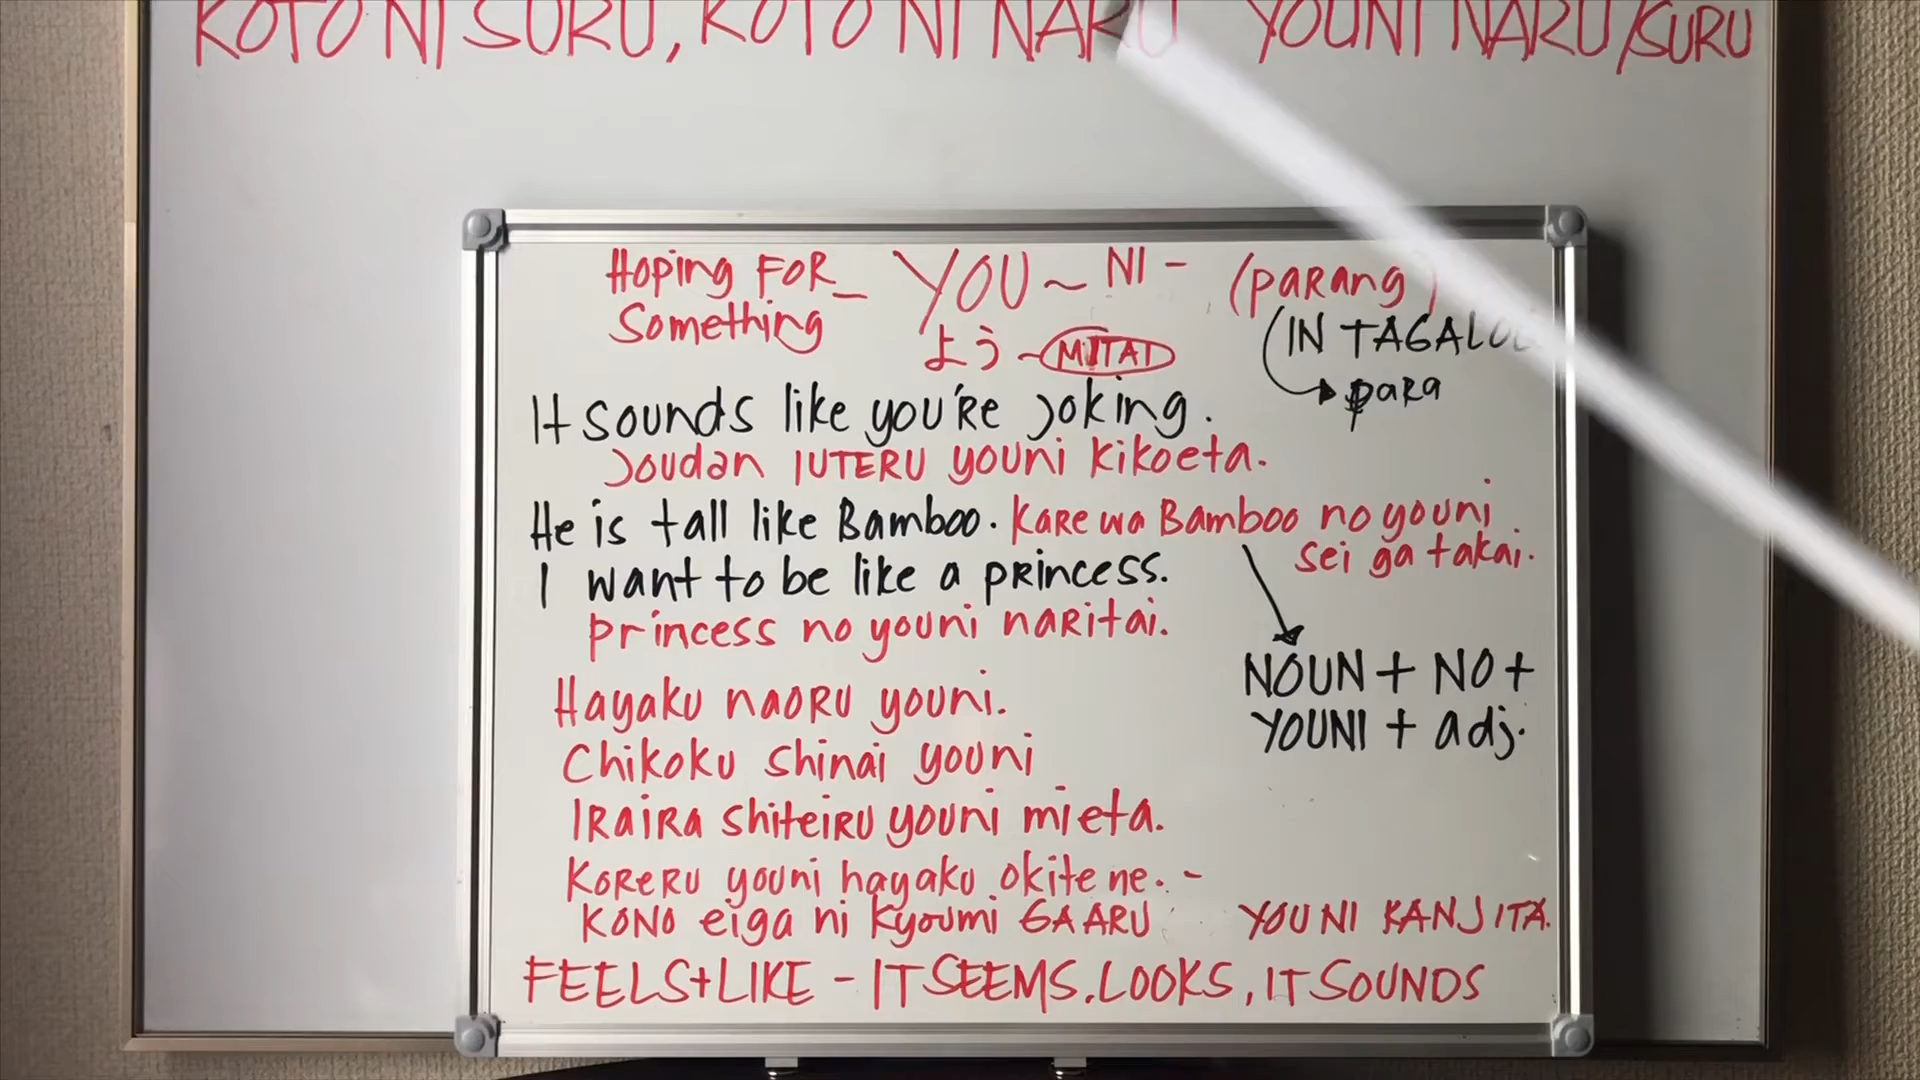 KOTO NI SURU, KOTO NI NARU YOUNI NARU/SURU
Hoping FOR_ YOU ~ NI - (parang)
Something よう ~ MITAI (IN TAGALOG
para
It sounds like you're joking.
Joudan IUTERU youni kikoeta.
He is tall like Bamboo. Kare wa Bamboo no youni
sei ga takai.
I want to be like a princess.
princess no youni naritai.
NOUN + NO +
YOUNI + adj.
Hayaku naoru youni.
Chikoku shinai youni
IRAIRA shiteiru youni mieta.
Koreru youni hayaku okite ne. -
KONO eiga ni kyoumi GA ARU YOU NI KANJITA.
FEELS+LIKE - IT SEEMS, LOOKS, IT SOUNDS